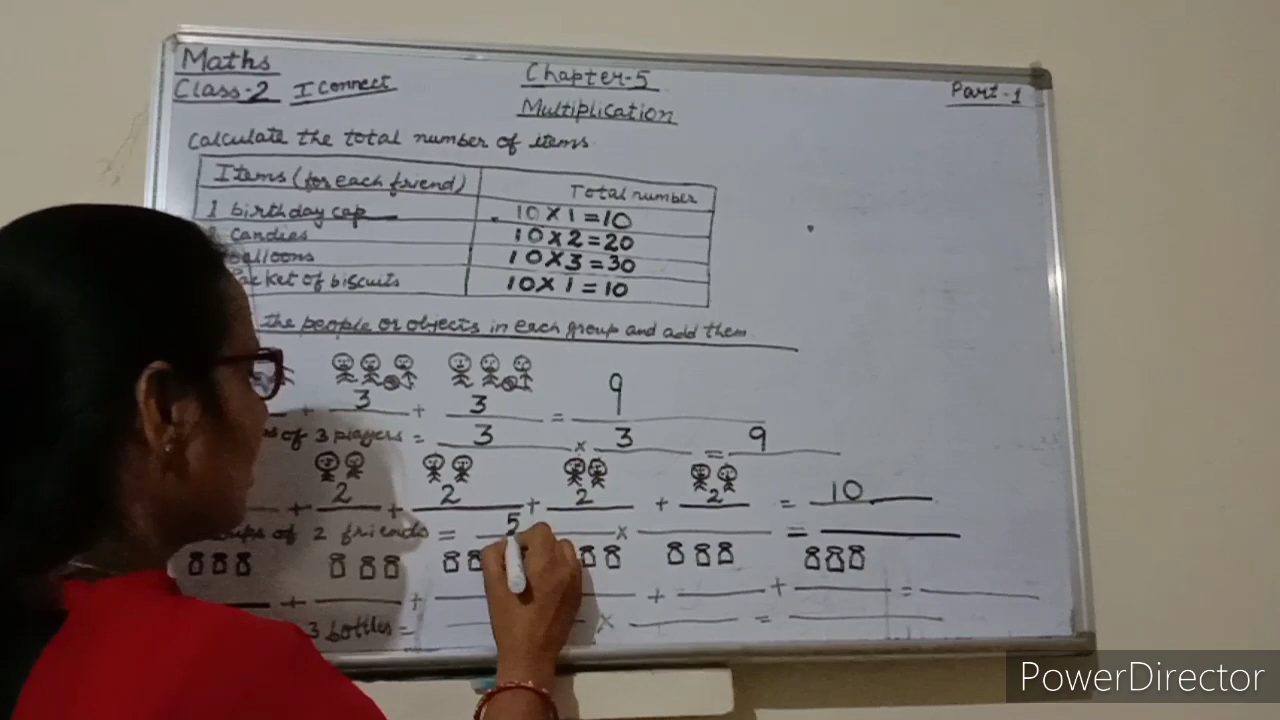 Maths
Chapter-5
Part-1
Class-2 I Connect
Multiplication
Calculate the total number of items.
Items (for each friend) Total number
1 birthday cap 10 × 1 = 10
Candies 10 × 2 = 20
balloons 10 × 3 = 30
Packet of biscuits 10 × 1 = 10
the people or objects in each group and add them.
+ 3 + 3 = 9
of 3 players = 3 × 3 = 9
+ 2 + 2 + 2 + 2 = 10
of 2 friends = 5 × =
+ + + + =
3 bottles = × =
PowerDirector